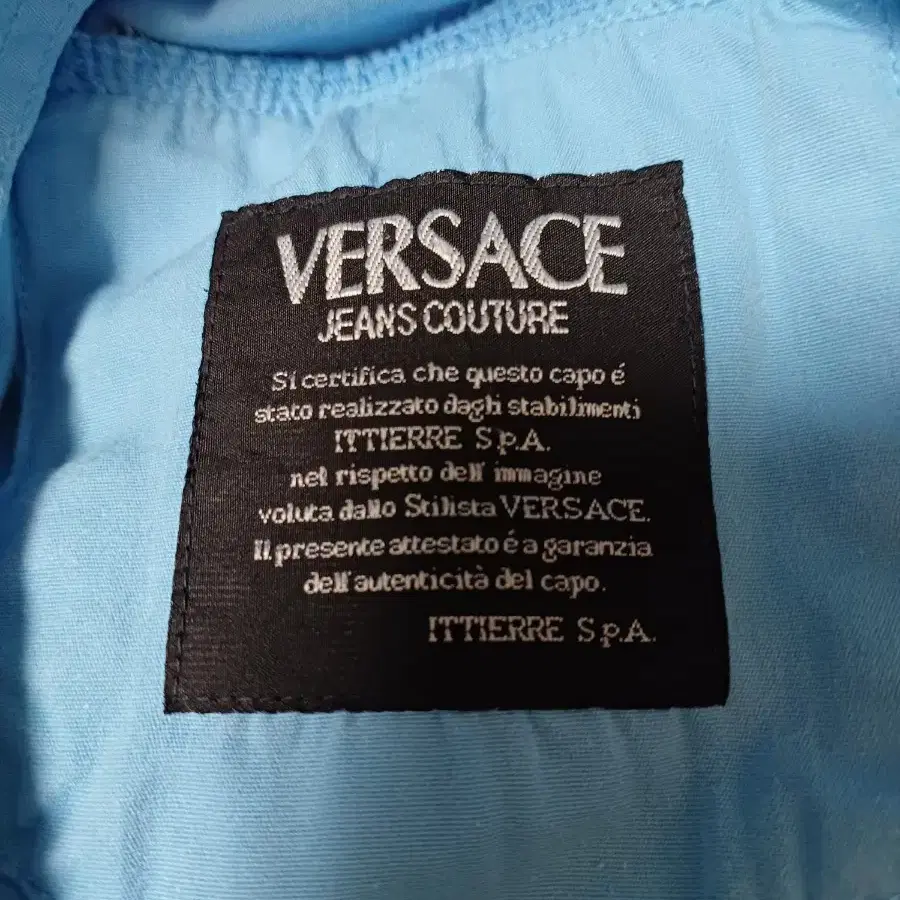 VERSACE
JEANS COUTURE
Si certifica che questo capo é
stato realizzato dagli stabilimenti
ITTIERRE S.p.A.
nel rispetto dell' immagine
voluta dallo Stilista VERSACE.
Il presente attestato é a garanzia
dell'autenticità del capo.
ITTIERRE S.p.A.